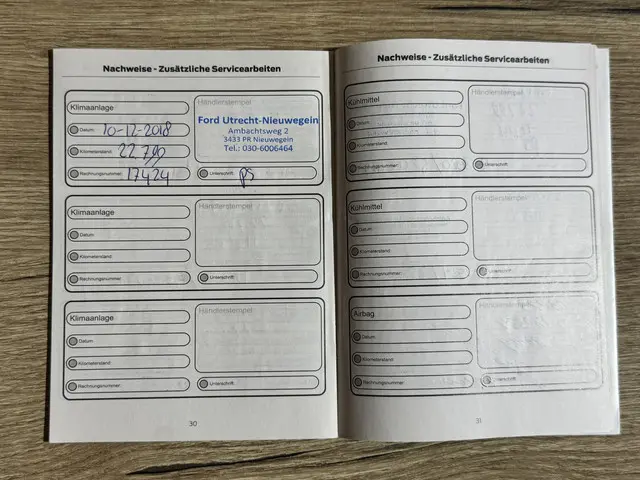 Nachweise - Zusätzliche Servicearbeiten
Klimaanlage
Händlerstempel
Datum: 10-12-2018
Kilometerstand: 22.790
Rechnungsnummer: 17424
Ford Utrecht-Nieuwegein
Ambachtsweg 2
3433 PR Nieuwegein
Tel.: 030-6006464
Unterschrift:
Klimaanlage
Händlerstempel
Datum:
Kilometerstand:
Rechnungsnummer:
Unterschrift:
Klimaanlage
Händlerstempel
Datum:
Kilometerstand:
Rechnungsnummer:
Unterschrift:
30
Nachweise - Zusätzliche Servicearbeiten
Kühlmittel
Händlerstempel
Datum:
Kilometerstand:
Rechnungsnummer:
Unterschrift:
Kühlmittel
Händlerstempel
Datum:
Kilometerstand:
Rechnungsnummer:
Unterschrift:
Airbag
Händlerstempel
Datum:
Kilometerstand:
Rechnungsnummer:
Unterschrift:
31